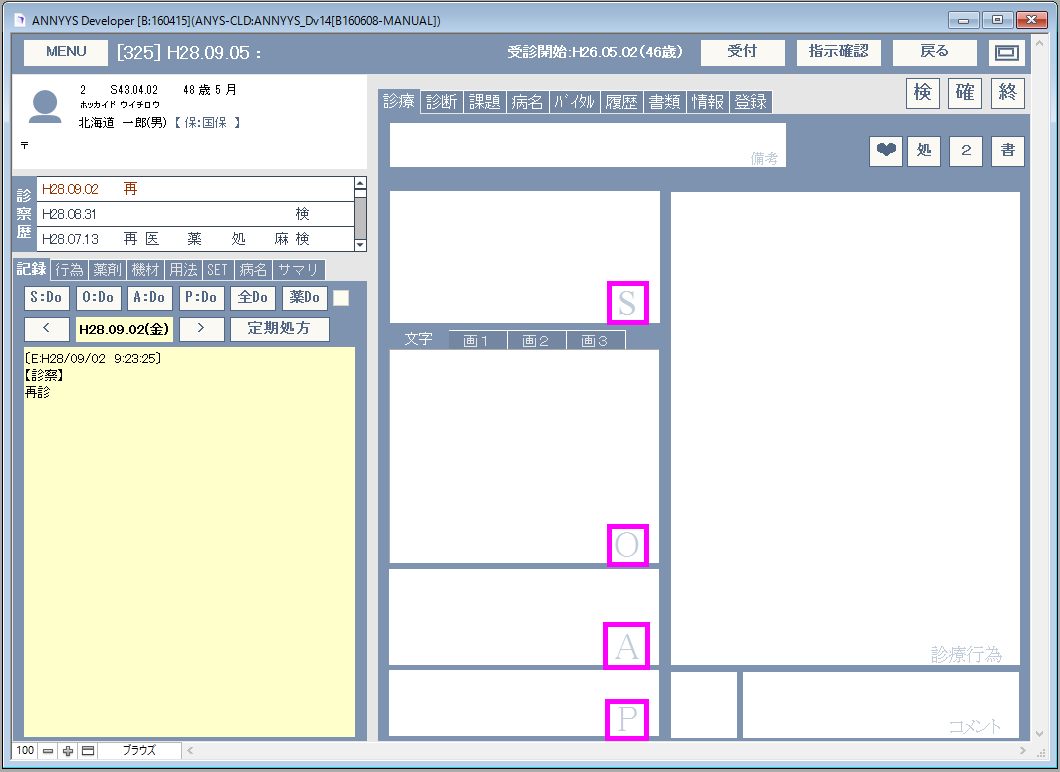 ANNYYS Developer [B:160415](ANYS-CLD:ANNYYS_Dv14[B160608-MANUAL])
MENU [325] H28.09.05 : 受診開始:H26.05.02(46歳) 受付 指示確認 戻る
2 S43.04.02 48 歳 5 月
ホッカイド ウイチロウ
北海道 一郎(男) 【 保:国保 】
〒
検 確 終
診療 診断 課題 病名 バイタル 履歴 書類 情報 登録
備考
❤ 処 2 書
診察歴
H28.09.02 再
H28.08.31 検
H28.07.13 再 医 薬 処 麻 検
記録 行為 薬剤 機材 用法 SET 病名 サマリ
S:Do O:Do A:Do P:Do 全Do 薬Do
< H28.09.02(金) > 定期処方
[E:H28/09/02 9:23:25]
【診察】
再診
S
文字 画1 画2 画3
O
A
P
診療行為
コメント
100 ブラウズ